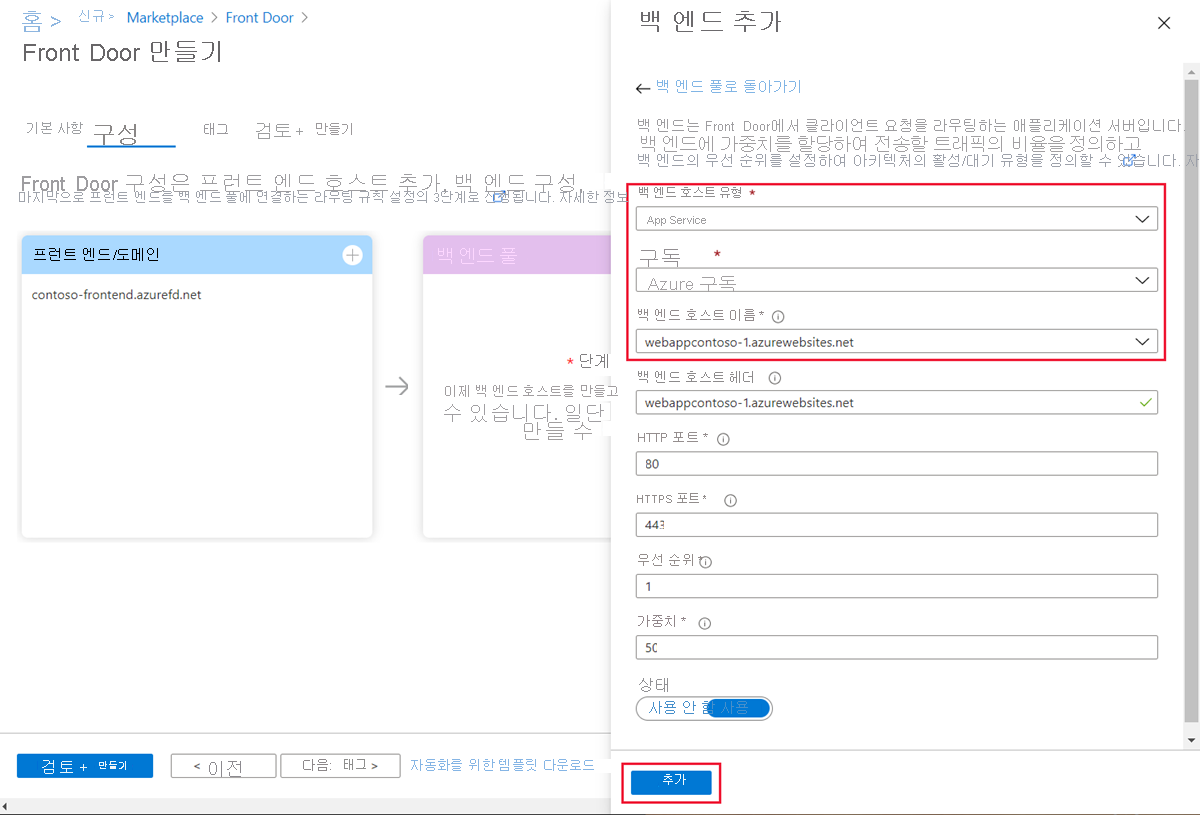 홈 > 신규 > Marketplace > Front Door >
Front Door 만들기
기본 사항 구성 태그 검토 + 만들기
Front Door 구성은 프런트 엔드 호스트 추가, 백 엔드 구성,
마지막으로 프런트 엔드를 백 엔드 풀에 연결하는 라우팅 규칙 설정의 3단계로 진행됩니다. 자세한 정보
프런트 엔드/도메인
contoso-frontend.azurefd.net
백 엔드 풀
* 단계
이제 백 엔드 호스트를 만들고
수 있습니다. 일단
만들 수
검토 + 만들기
< 이전
다음: 태그 >
자동화를 위한 템플릿 다운로드
백 엔드 추가
← 백 엔드 풀로 돌아가기
백 엔드는 Front Door에서 클라이언트 요청을 라우팅하는 애플리케이션 서버입니다.
백 엔드에 가중치를 할당하여 전송할 트래픽의 비율을 정의하고
백 엔드의 우선 순위를 설정하여 아키텍처의 활성/대기 유형을 정의할 수 있습니다. 자
백 엔드 호스트 유형 *
App Service
구독 *
Azure 구독
백 엔드 호스트 이름 *
webappcontoso-1.azurewebsites.net
백 엔드 호스트 헤더
webappcontoso-1.azurewebsites.net
HTTP 포트 *
80
HTTPS 포트 *
443
우선 순위 *
1
가중치 *
50
상태
사용 안 함 사용
추가